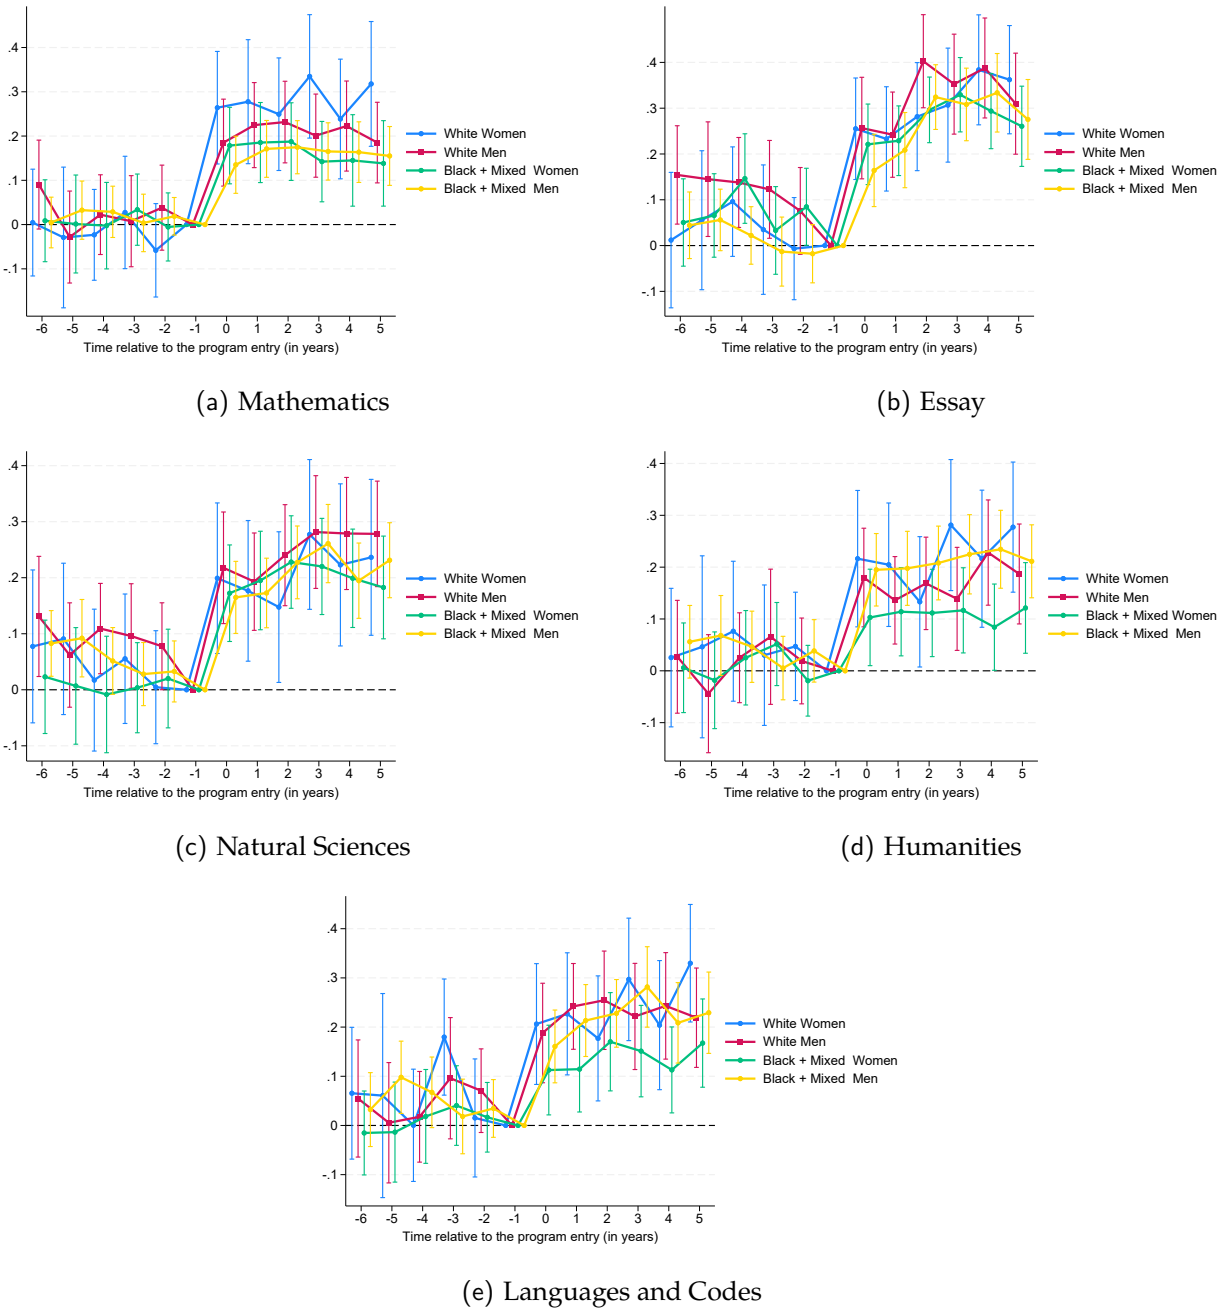 .4
.3
.2
.1
0
-.1
-6 -5 -4 -3 -2 -1 0 1 2 3 4 5
Time relative to the program entry (in years)
White Women
White Men
Black + Mixed Women
Black + Mixed Men
(a) Mathematics
.5
.4
.3
.2
.1
0
-.1
-6 -5 -4 -3 -2 -1 0 1 2 3 4 5
Time relative to the program entry (in years)
White Women
White Men
Black + Mixed Women
Black + Mixed Men
(b) Essay
.4
.3
.2
.1
0
-.1
-6 -5 -4 -3 -2 -1 0 1 2 3 4 5
Time relative to the program entry (in years)
White Women
White Men
Black + Mixed Women
Black + Mixed Men
(c) Natural Sciences
.4
.3
.2
.1
0
-.1
-6 -5 -4 -3 -2 -1 0 1 2 3 4 5
Time relative to the program entry (in years)
White Women
White Men
Black + Mixed Women
Black + Mixed Men
(d) Humanities
.4
.3
.2
.1
0
-.1
-6 -5 -4 -3 -2 -1 0 1 2 3 4 5
Time relative to the program entry (in years)
White Women
White Men
Black + Mixed Women
Black + Mixed Men
(e) Languages and Codes